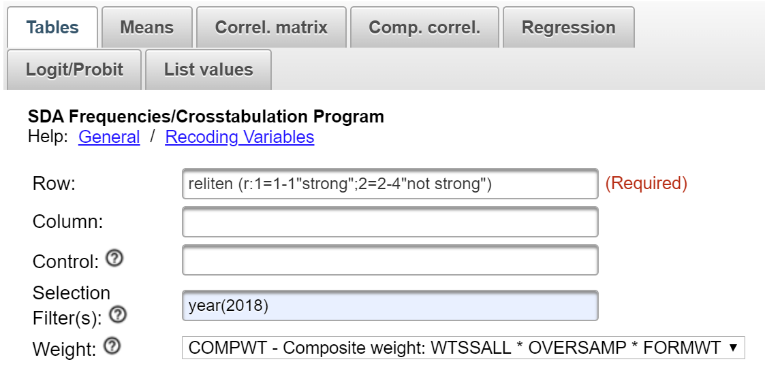 Tables Means Correl. matrix Comp. correl. Regression
Logit/Probit List values
SDA Frequencies/Crosstabulation Program
Help: General / Recoding Variables
Row: reliten (r:1=1-1"strong";2=2-4"not strong") (Required)
Column:
Control: ?
Selection
Filter(s): ? year(2018)
Weight: ? COMPWT - Composite weight: WTSSALL * OVERSAMP * FORMWT